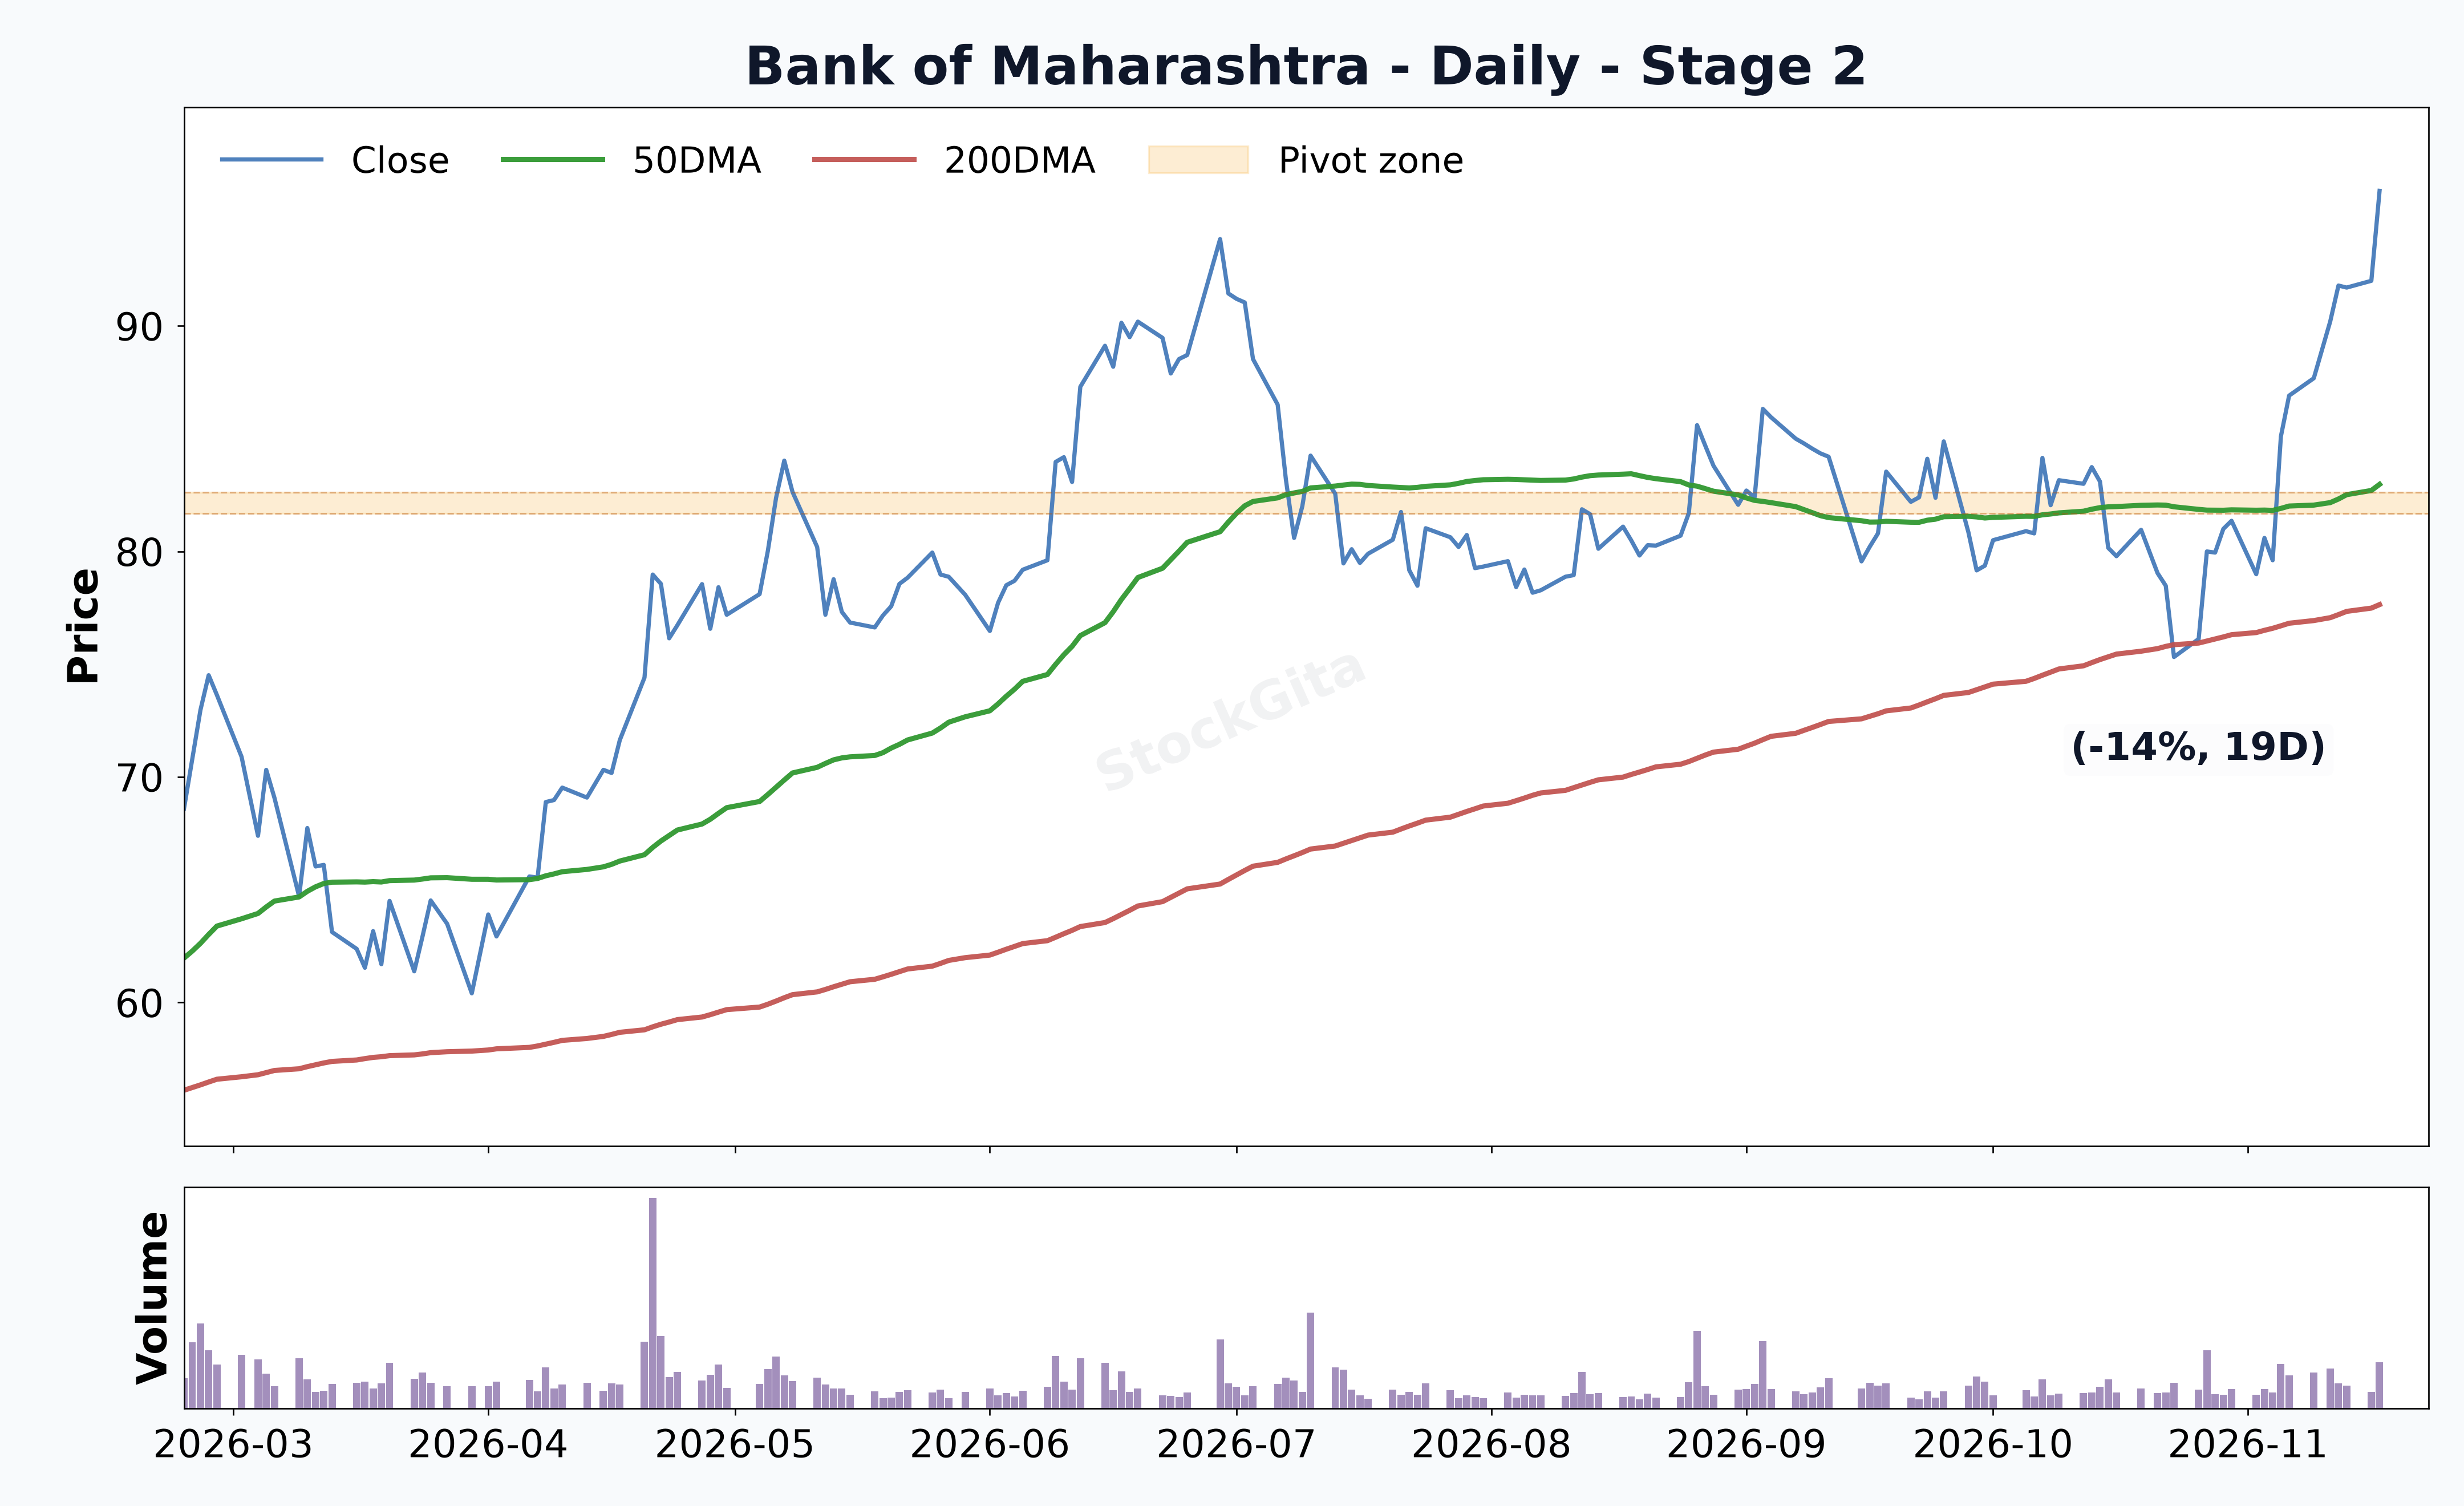 Bank of Maharashtra - Daily - Stage 2
Close 50DMA 200DMA Pivot zone
90
80
70
60
Price
StockGita
(-14%, 19D)
Volume
2026-03 2026-04 2026-05 2026-06 2026-07 2026-08 2026-09 2026-10 2026-11